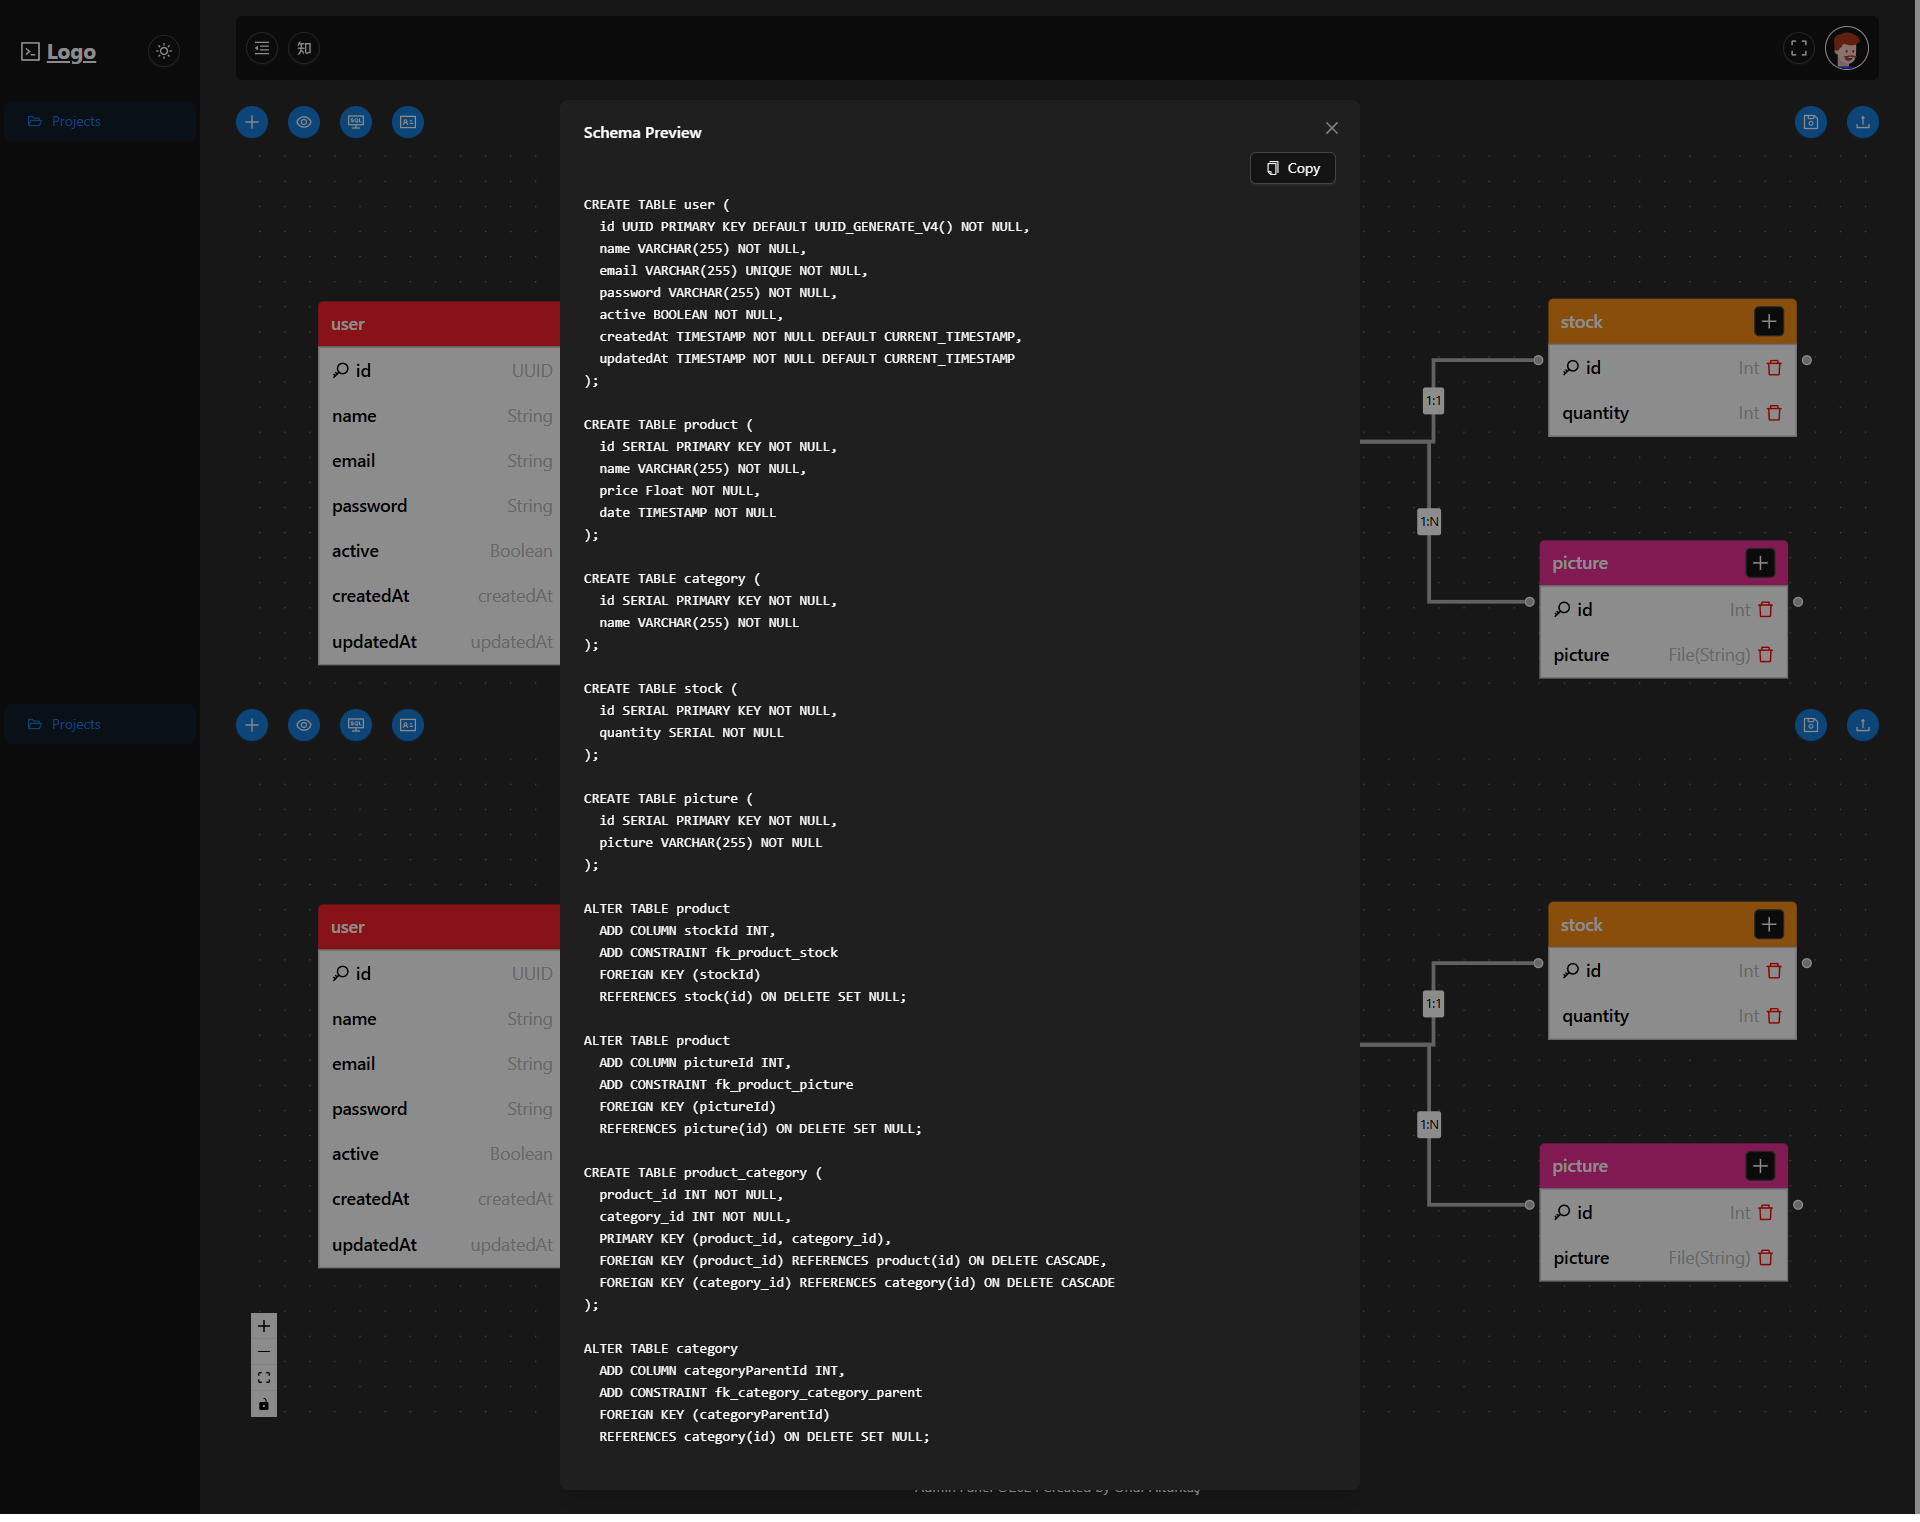 Logo
知
Projects
Schema Preview
Copy
CREATE TABLE user (
id UUID PRIMARY KEY DEFAULT UUID_GENERATE_V4() NOT NULL,
name VARCHAR(255) NOT NULL,
email VARCHAR(255) UNIQUE NOT NULL,
password VARCHAR(255) NOT NULL,
active BOOLEAN NOT NULL,
createdAt TIMESTAMP NOT NULL DEFAULT CURRENT_TIMESTAMP,
updatedAt TIMESTAMP NOT NULL DEFAULT CURRENT_TIMESTAMP
);
CREATE TABLE product (
id SERIAL PRIMARY KEY NOT NULL,
name VARCHAR(255) NOT NULL,
price Float NOT NULL,
date TIMESTAMP NOT NULL
);
CREATE TABLE category (
id SERIAL PRIMARY KEY NOT NULL,
name VARCHAR(255) NOT NULL
);
CREATE TABLE stock (
id SERIAL PRIMARY KEY NOT NULL,
quantity SERIAL NOT NULL
);
CREATE TABLE picture (
id SERIAL PRIMARY KEY NOT NULL,
picture VARCHAR(255) NOT NULL
);
ALTER TABLE product
ADD COLUMN stockId INT,
ADD CONSTRAINT fk_product_stock
FOREIGN KEY (stockId)
REFERENCES stock(id) ON DELETE SET NULL;
ALTER TABLE product
ADD COLUMN pictureId INT,
ADD CONSTRAINT fk_product_picture
FOREIGN KEY (pictureId)
REFERENCES picture(id) ON DELETE SET NULL;
CREATE TABLE product_category (
product_id INT NOT NULL,
category_id INT NOT NULL,
PRIMARY KEY (product_id, category_id),
FOREIGN KEY (product_id) REFERENCES product(id) ON DELETE CASCADE,
FOREIGN KEY (category_id) REFERENCES category(id) ON DELETE CASCADE
);
ALTER TABLE category
ADD COLUMN categoryParentId INT,
ADD CONSTRAINT fk_category_category_parent
FOREIGN KEY (categoryParentId)
REFERENCES category(id) ON DELETE SET NULL;
user
id UUID
name String
email String
password String
active Boolean
createdAt createdAt
updatedAt updatedAt
1:1
1:N
stock
id Int
quantity Int
picture
id Int
picture File(String)
Projects
user
id UUID
name String
email String
password String
active Boolean
createdAt createdAt
updatedAt updatedAt
1:1
1:N
stock
id Int
quantity Int
picture
id Int
picture File(String)